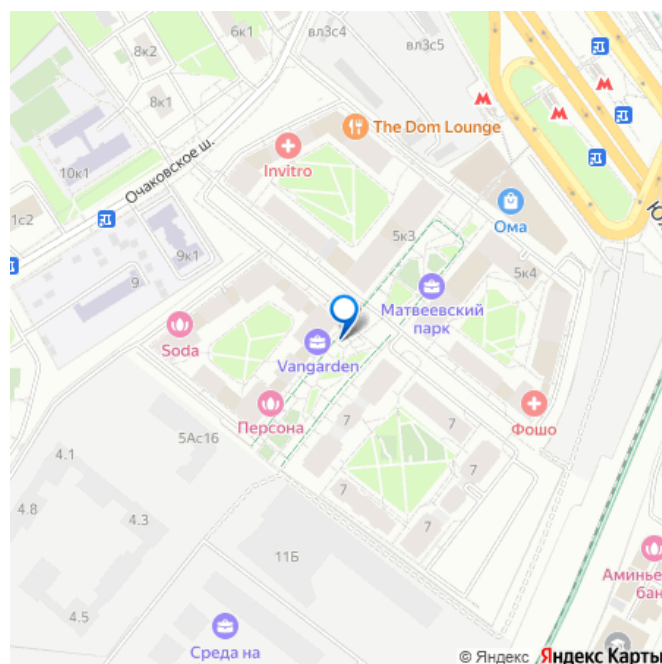 6к1
вл3с4
вл3с5
8к2
8к1
The Dom Lounge
Invitro
10к1
Очаковское ш.
1с2
Ома
5к3
9к1
5к4
9
Матвеевский
парк
Soda
Vangarden
Персона
Фошо
7
7
7
7
7
5Ас16
4.1
4.8
4.3
11Б
4.5
Среда на
© Яндекс Яндекс Карты